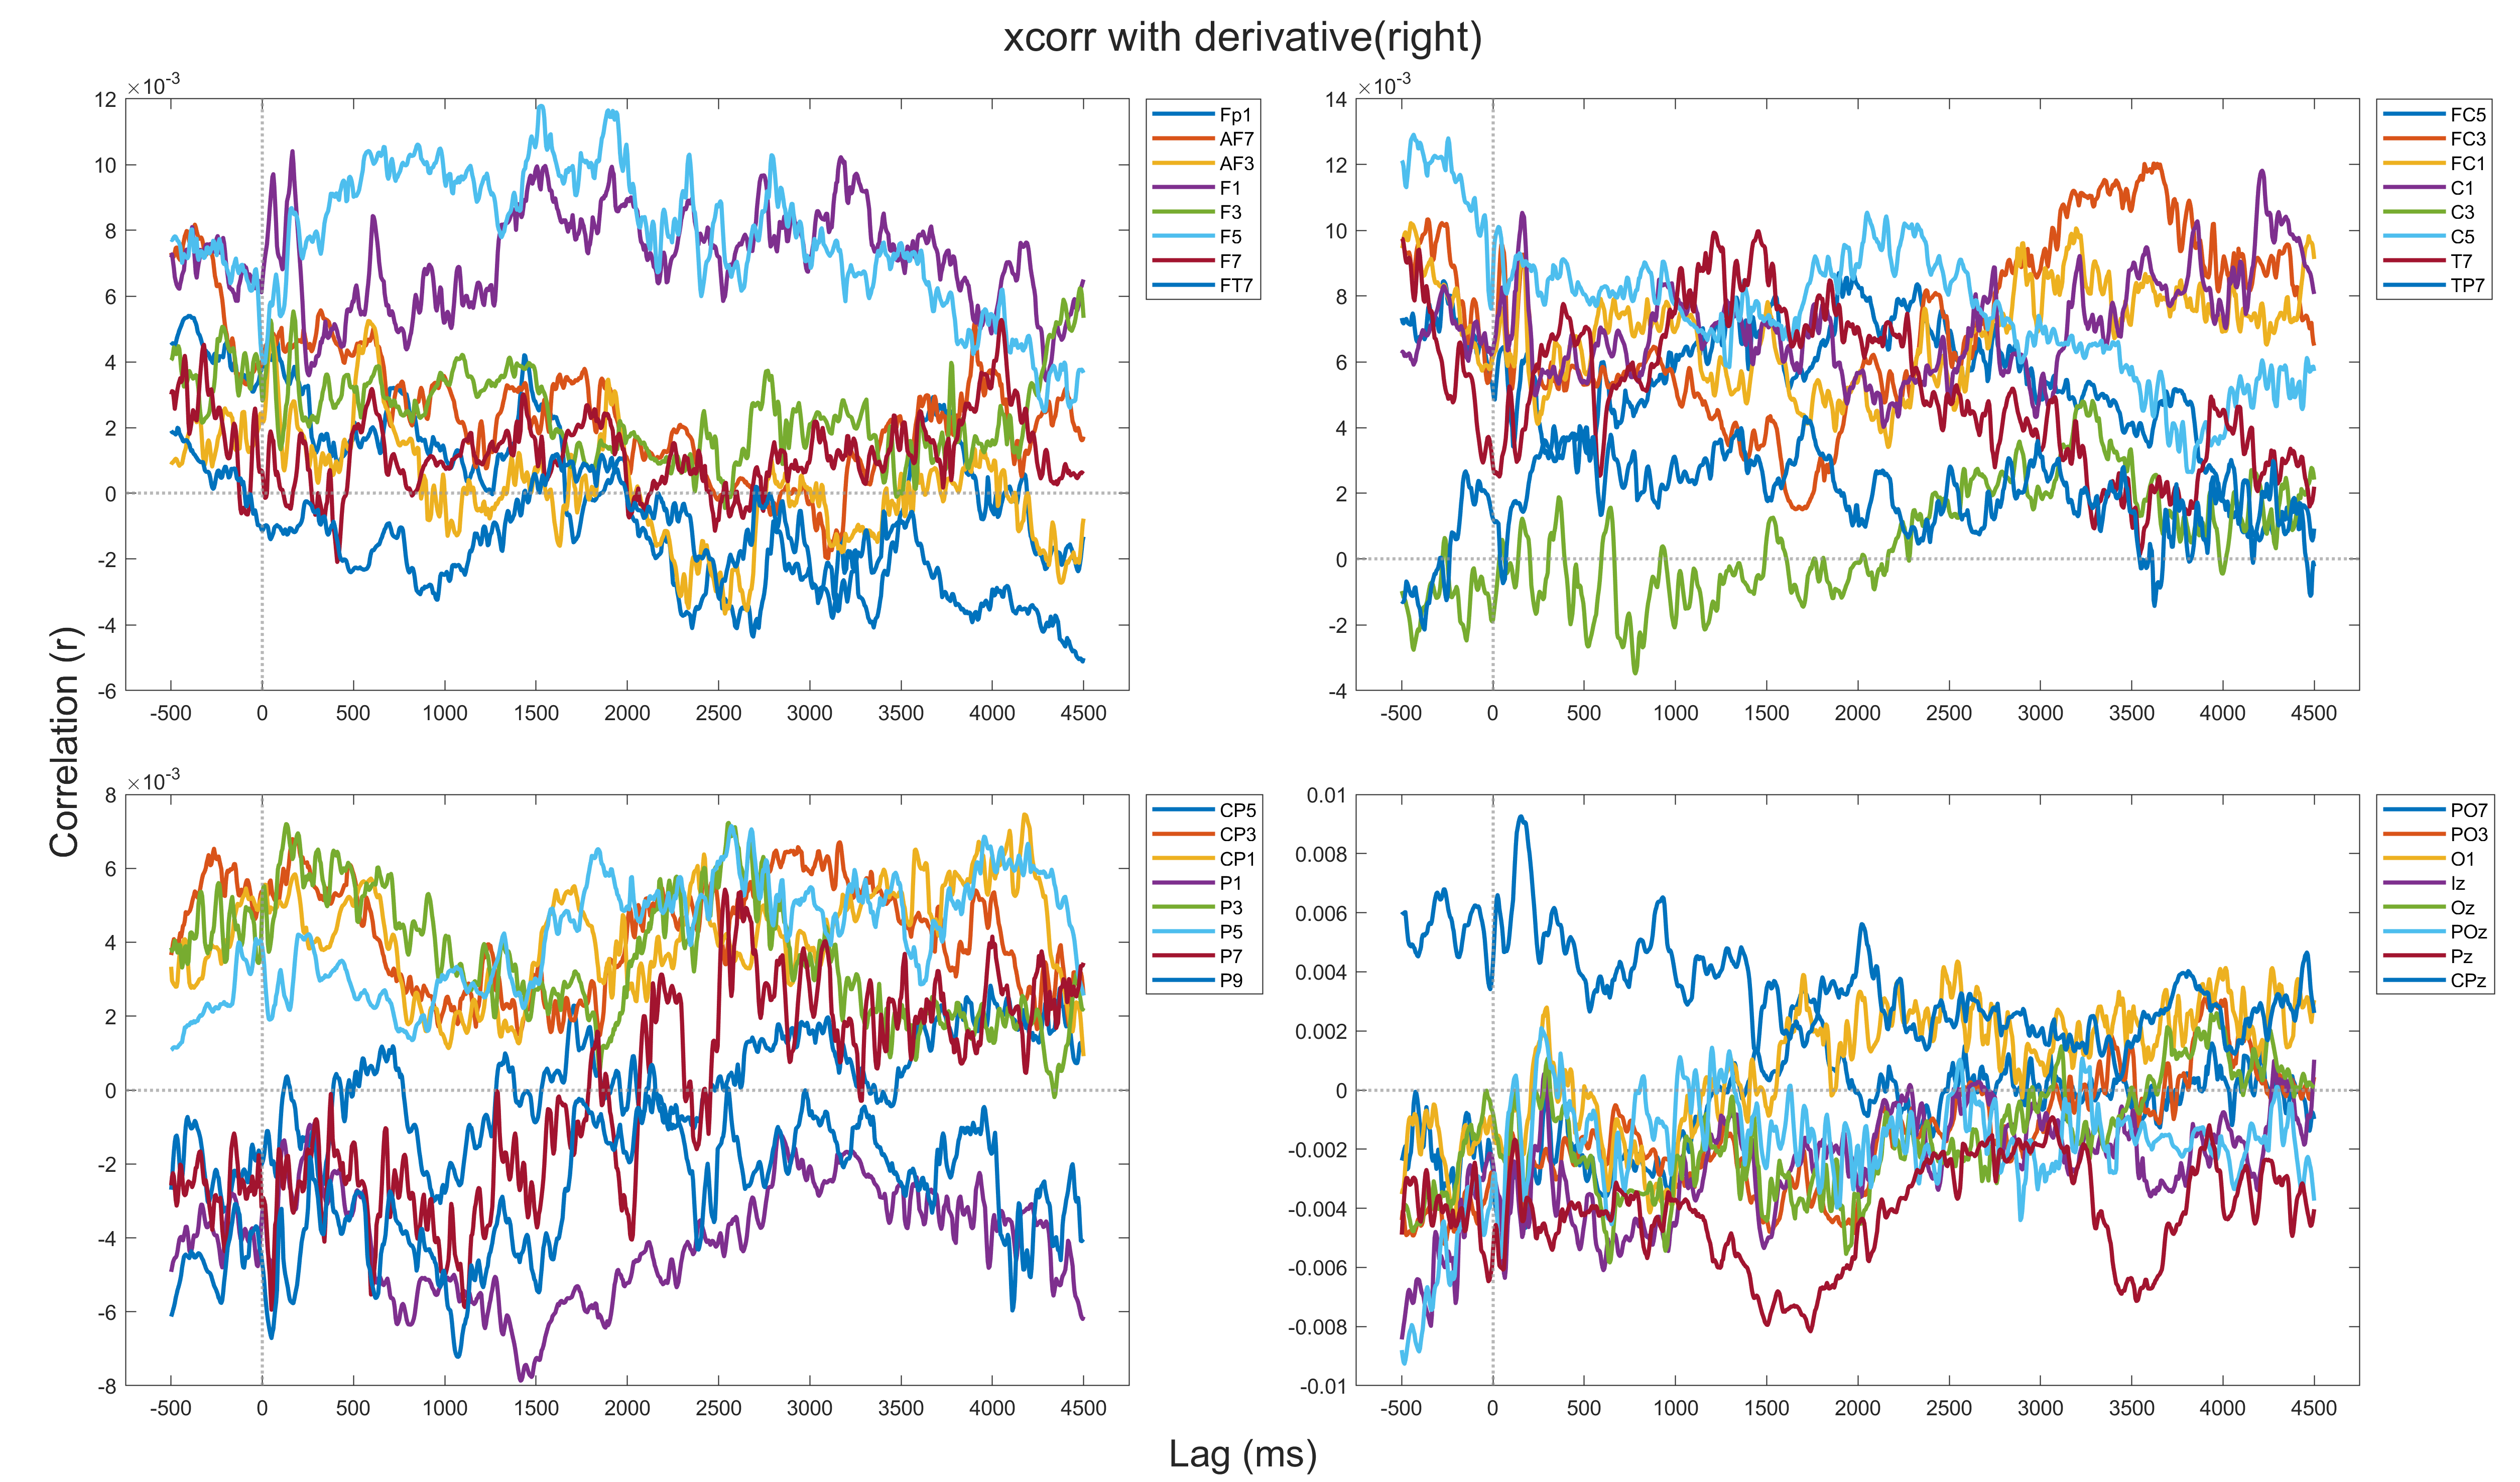 xcorr with derivative(right)
×10-3
12
10
8
6
4
2
0
-2
-4
-6
-500 0 500 1000 1500 2000 2500 3000 3500 4000 4500
Fp1
AF7
AF3
F1
F3
F5
F7
FT7
×10-3
14
12
10
8
6
4
2
0
-2
-4
-500 0 500 1000 1500 2000 2500 3000 3500 4000 4500
FC5
FC3
FC1
C1
C3
C5
T7
TP7
Correlation (r)
×10-3
8
6
4
2
0
-2
-4
-6
-8
-500 0 500 1000 1500 2000 2500 3000 3500 4000 4500
CP5
CP3
CP1
P1
P3
P5
P7
P9
0.01
0.008
0.006
0.004
0.002
0
-0.002
-0.004
-0.006
-0.008
-0.01
-500 0 500 1000 1500 2000 2500 3000 3500 4000 4500
PO7
PO3
O1
Iz
Oz
POz
Pz
CPz
Lag (ms)